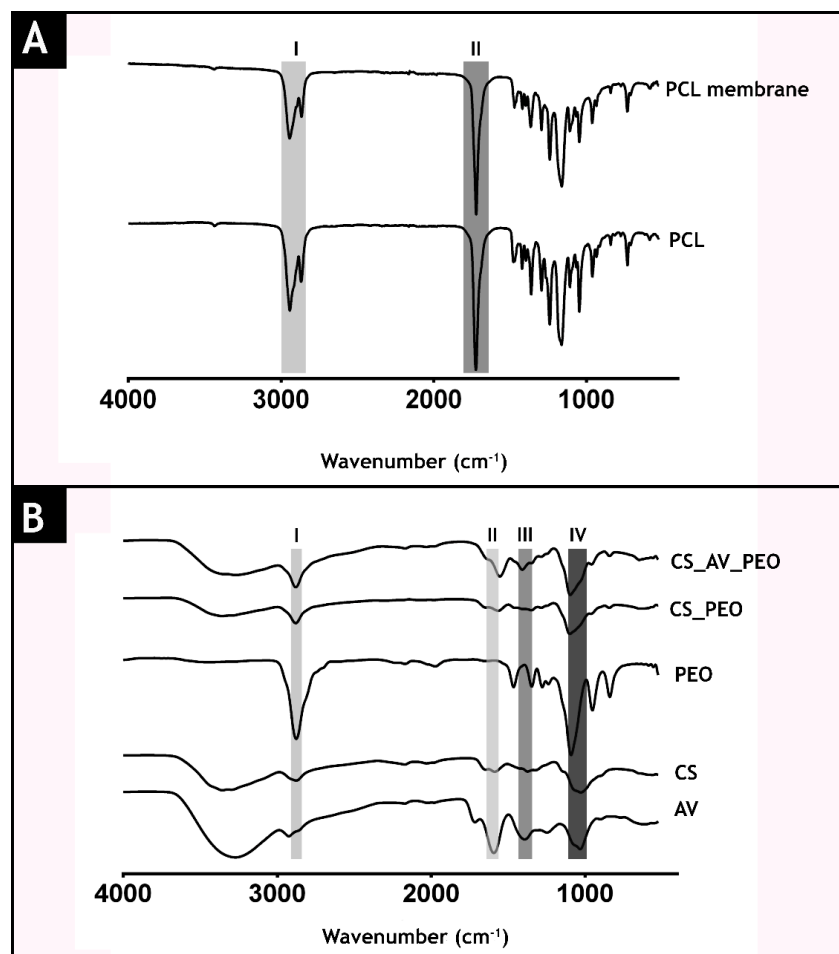 A
I II
PCL membrane
PCL
4000 3000 2000 1000
Wavenumber (cm⁻¹)
B
I II III IV
CS_AV_PEO
CS_PEO
PEO
CS
AV
4000 3000 2000 1000
Wavenumber (cm⁻¹)